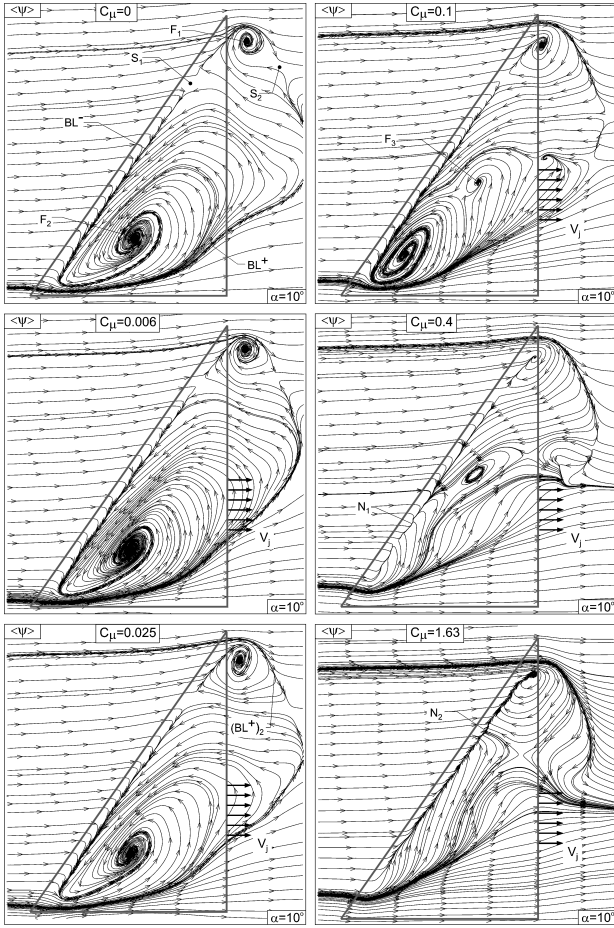 <ψ>
Cμ=0
F1
S1
S2
BL−
F2
BL+
α=10°
<ψ>
Cμ=0.1
F3
Vj
α=10°
<ψ>
Cμ=0.006
Vj
α=10°
<ψ>
Cμ=0.4
N1
Vj
α=10°
<ψ>
Cμ=0.025
(BL+)2
Vj
α=10°
<ψ>
Cμ=1.63
N2
Vj
α=10°